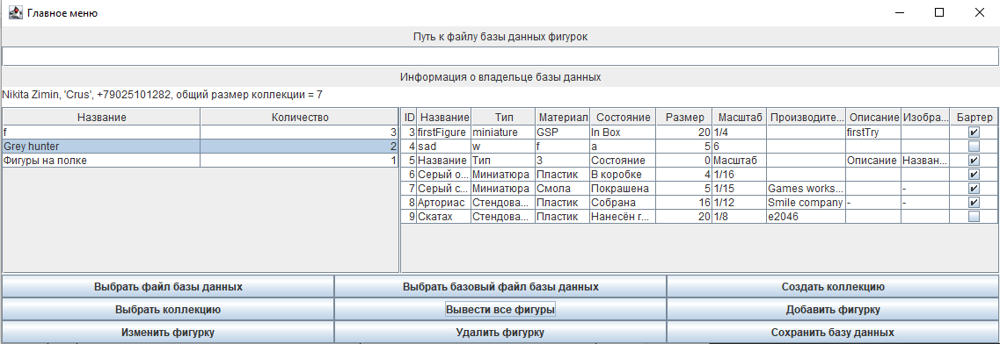 Главное меню
Путь к файлу базы данных фигурок
Информация о владельце базы данных
Nikita Zimin, 'Crus', +79025101282, общий размер коллекции = 7
Название Количество
f 3
Grey hunter 2
Фигуры на полке 1
ID Название Тип Материал Состояние Размер Масштаб Производите... Описание Изобра... Бартер
3 firstFigure miniature GSP In Box 20 1/4 firstTry
4 sad w f a 5 6
5 Название Тип 3 Состояние 0 Масштаб Описание Назван...
6 Серый о... Миниатюра Пластик В коробке 4 1/16
7 Серый с... Миниатюра Смола Покрашена 5 1/15 Games works... -
8 Арториас Стендова... Пластик Собрана 16 1/12 Smile company - -
9 Скатах Стендова... Пластик Нанесён г... 20 1/8 e2046
Выбрать файл базы данных Выбрать базовый файл базы данных Создать коллекцию
Выбрать коллекцию Вывести все фигуры Добавить фигурку
Изменить фигурку Удалить фигурку Сохранить базу данных